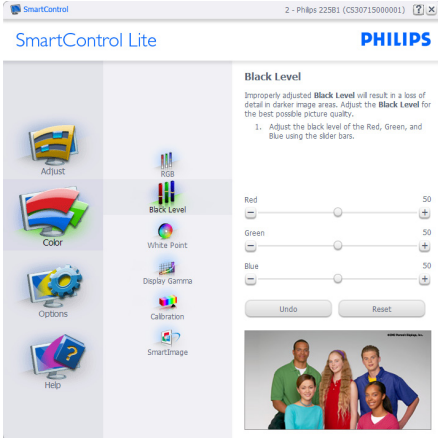 SmartControl
2 - Philips 225B1 (CS30715000001)
SmartControl Lite
PHILIPS
Adjust
Color
Options
Help
RGB
Black Level
White Point
Display Gamma
Calibration
SmartImage
Black Level
Improperly adjusted Black Level will result in a loss of
detail in darker image areas. Adjust the Black Level for
the best possible picture quality.
1. Adjust the black level of the Red, Green, and
Blue using the slider bars.
Red 50
Green 50
Blue 50
Undo Reset